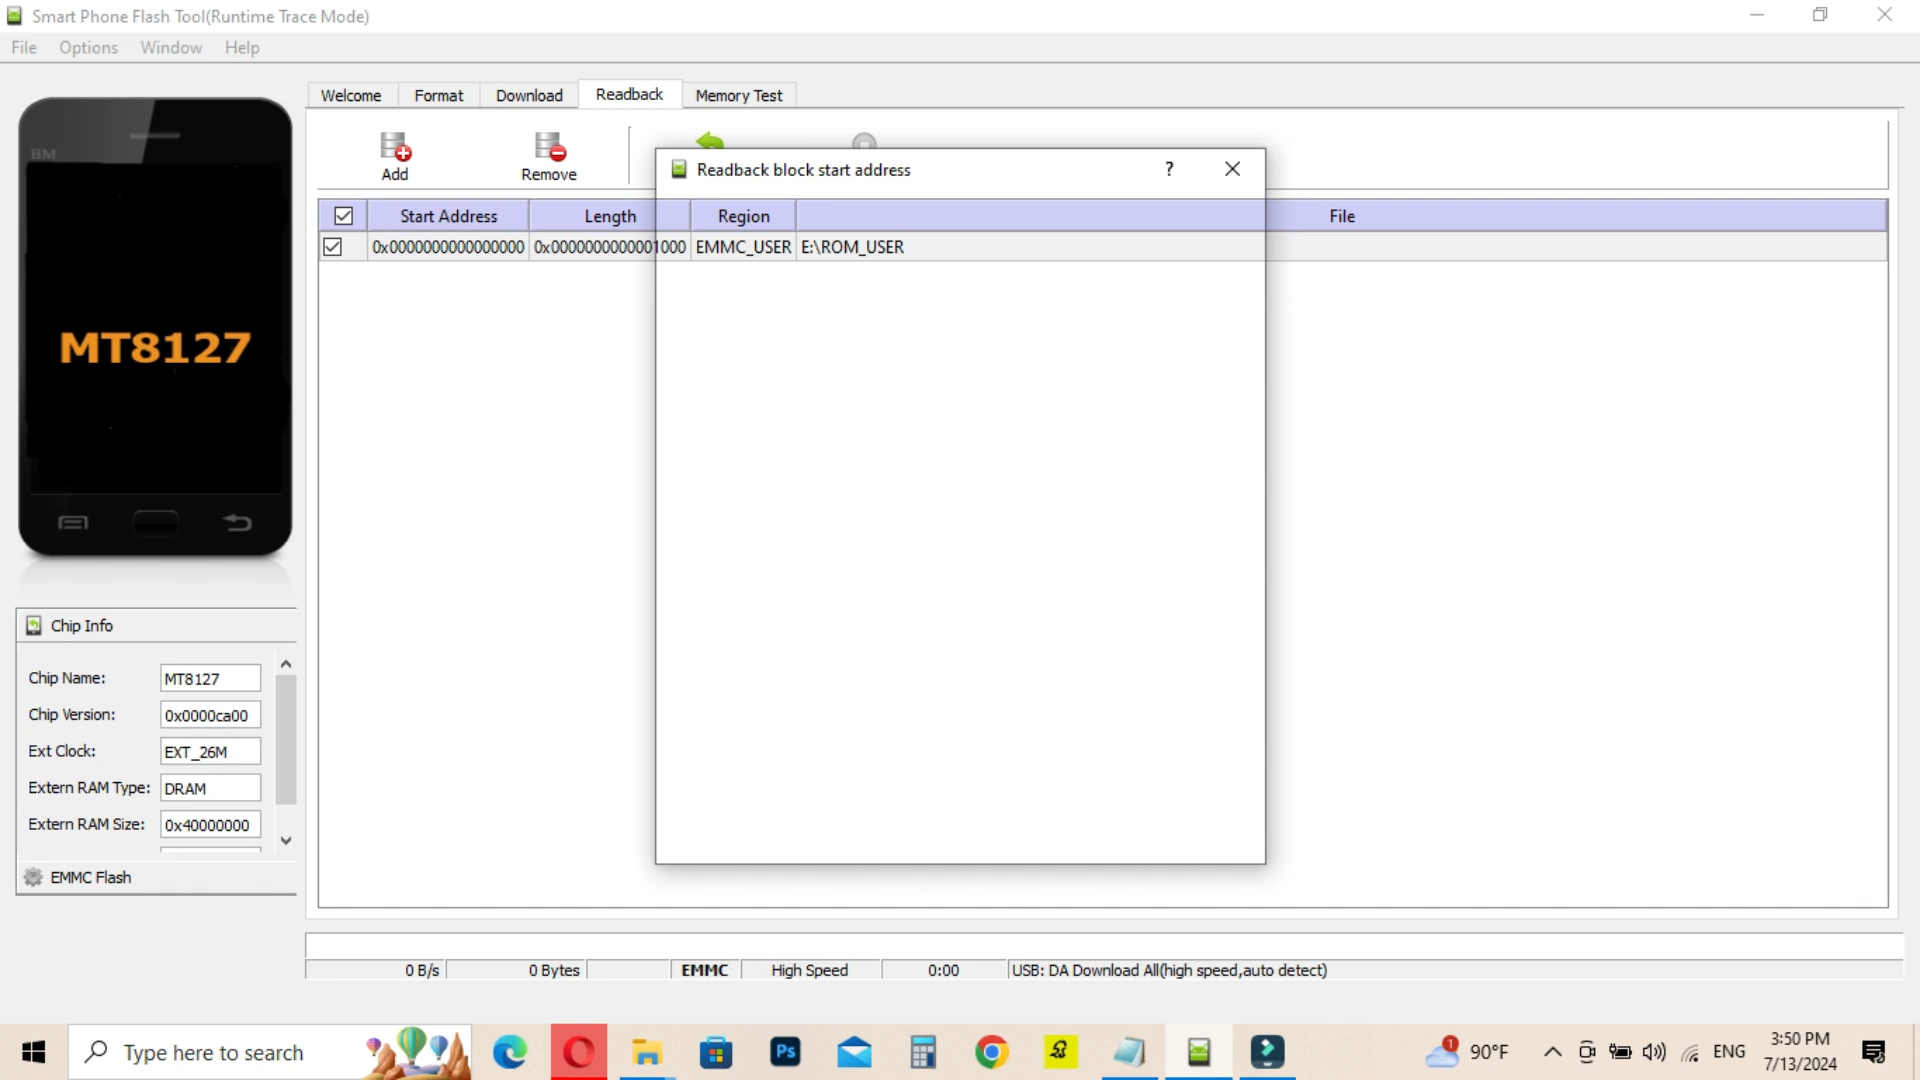 Smart Phone Flash Tool(Runtime Trace Mode)
File Options Window Help
Welcome Format Download Readback Memory Test
BM
Add Remove
Readback block start address ?
Start Address Length Region File
0x0000000000000000 0x0000000000001000 EMMC_USER E:\ROM_USER
MT8127
Chip Info
Chip Name: MT8127
Chip Version: 0x0000ca00
Ext Clock: EXT_26M
Extern RAM Type: DRAM
Extern RAM Size: 0x40000000
EMMC Flash
0 B/s 0 Bytes EMMC High Speed 0:00 USB: DA Download All(high speed,auto detect)
Type here to search Ps 1 90°F ENG 3:50 PM
7/13/2024